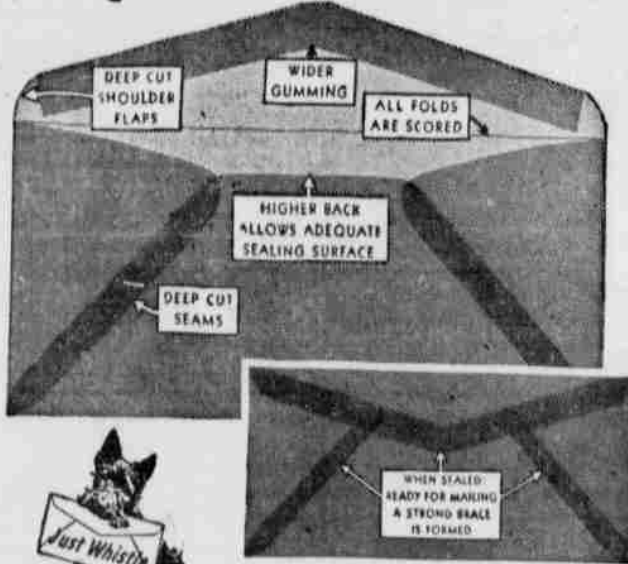 DEEP CUT
SHOULDER
FLAPS
WIDER
GUMMING
ALL FOLDS
ARE SCORED
HIGHER BACK
ALLOWS ADEQUATE
SEALING SURFACE
DEEP CUT
SEAMS
WHEN SEALED
READY FOR MAILING
A STRONG BRACE
IS FORMED
Just Whistle